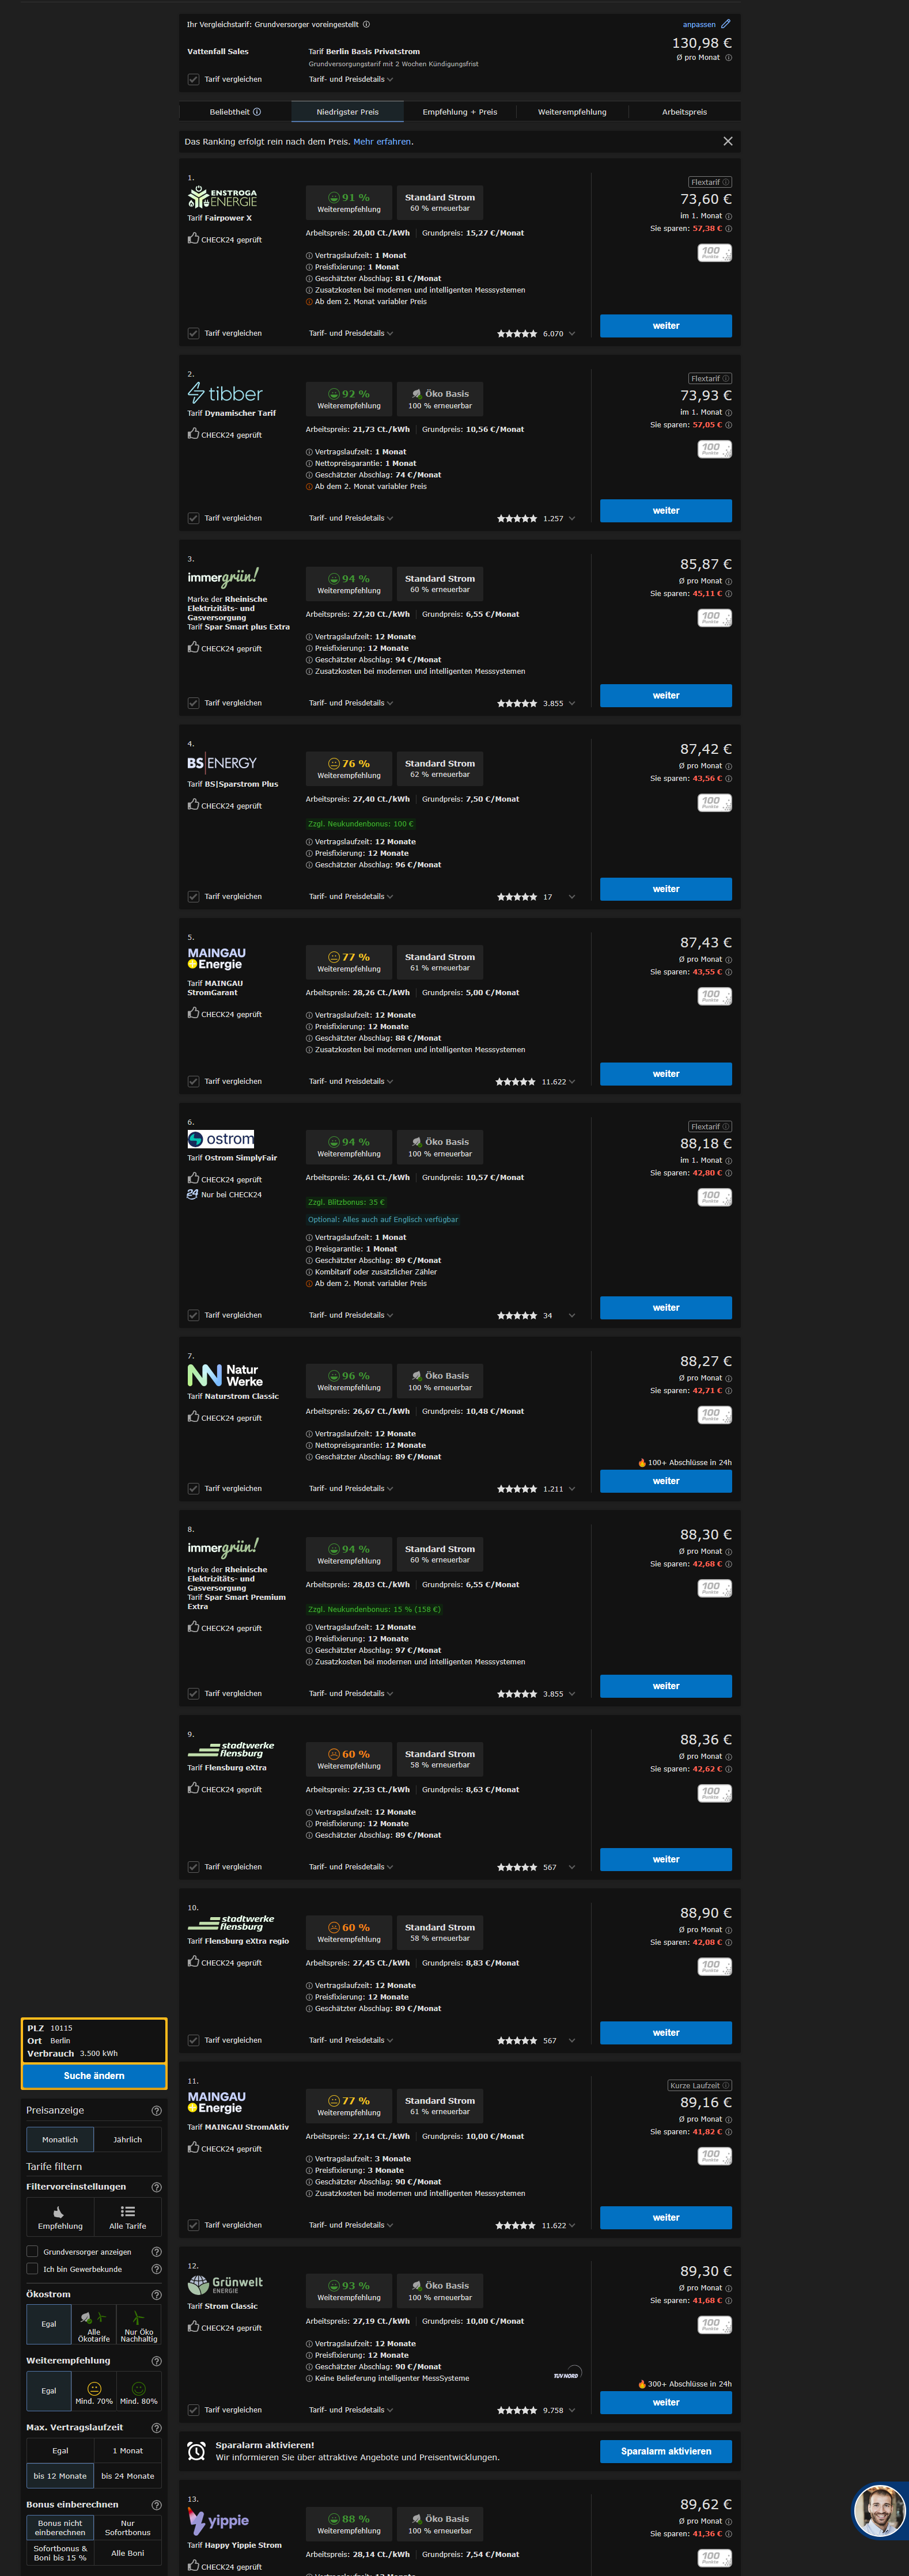 Ihr Vergleichstarif: Grundversorger voreingestellt
anpassen
Vattenfall Sales
Tarif Berlin Basis Privatstrom
Grundversorgungstarif mit 2 Wochen Kündigungsfrist
130,98 €
Ø pro Monat
Tarif vergleichen
Tarif- und Preisdetails
Beliebtheit
Niedrigster Preis
Empfehlung + Preis
Weiterempfehlung
Arbeitspreis
Das Ranking erfolgt rein nach dem Preis. Mehr erfahren.
1.
ENSTROGA
ENERGIE
Tarif Fairpower X
CHECK24 geprüft
91 %
Weiterempfehlung
Standard Strom
60 % erneuerbar
Arbeitspreis: 20,00 Ct./kWh
Grundpreis: 15,27 €/Monat
Vertragslaufzeit: 1 Monat
Preisfixierung: 1 Monat
Geschätzter Abschlag: 81 €/Monat
Zusatzkosten bei modernen und intelligenten Messsystemen
Ab dem 2. Monat variabler Preis
Flextarif
73,60 €
im 1. Monat
Sie sparen: 57,38 €
100
Punkte
Tarif vergleichen
Tarif- und Preisdetails
6.070
weiter
2.
tibber
Tarif Dynamischer Tarif
CHECK24 geprüft
92 %
Weiterempfehlung
Öko Basis
100 % erneuerbar
Arbeitspreis: 21,73 Ct./kWh
Grundpreis: 10,56 €/Monat
Vertragslaufzeit: 1 Monat
Nettopreisgarantie: 1 Monat
Geschätzter Abschlag: 74 €/Monat
Ab dem 2. Monat variabler Preis
Flextarif
73,93 €
im 1. Monat
Sie sparen: 57,05 €
100
Punkte
Tarif vergleichen
Tarif- und Preisdetails
1.257
weiter
3.
immergrün!
Marke der Rheinische
Elektrizitäts- und
Gasversorgung
Tarif Spar Smart plus Extra
CHECK24 geprüft
94 %
Weiterempfehlung
Standard Strom
60 % erneuerbar
Arbeitspreis: 27,20 Ct./kWh
Grundpreis: 6,55 €/Monat
Vertragslaufzeit: 12 Monate
Preisfixierung: 12 Monate
Geschätzter Abschlag: 94 €/Monat
Zusatzkosten bei modernen und intelligenten Messsystemen
85,87 €
Ø pro Monat
Sie sparen: 45,11 €
100
Punkte
Tarif vergleichen
Tarif- und Preisdetails
3.855
weiter
4.
BS|ENERGY
Tarif BS|Sparstrom Plus
CHECK24 geprüft
76 %
Weiterempfehlung
Standard Strom
62 % erneuerbar
Arbeitspreis: 27,40 Ct./kWh
Grundpreis: 7,50 €/Monat
Zzgl. Neukundenbonus: 100 €
Vertragslaufzeit: 12 Monate
Preisfixierung: 12 Monate
Geschätzter Abschlag: 96 €/Monat
87,42 €
Ø pro Monat
Sie sparen: 43,56 €
100
Punkte
Tarif vergleichen
Tarif- und Preisdetails
17
weiter
5.
MAINGAU
Energie
Tarif MAINGAU
StromGarant
CHECK24 geprüft
77 %
Weiterempfehlung
Standard Strom
61 % erneuerbar
Arbeitspreis: 28,26 Ct./kWh
Grundpreis: 5,00 €/Monat
Vertragslaufzeit: 12 Monate
Preisfixierung: 12 Monate
Geschätzter Abschlag: 88 €/Monat
Zusatzkosten bei modernen und intelligenten Messsystemen
87,43 €
Ø pro Monat
Sie sparen: 43,55 €
100
Punkte
Tarif vergleichen
Tarif- und Preisdetails
11.622
weiter
6.
ostrom
Tarif Ostrom SimplyFair
CHECK24 geprüft
24 Nur bei CHECK24
94 %
Weiterempfehlung
Öko Basis
100 % erneuerbar
Arbeitspreis: 26,61 Ct./kWh
Grundpreis: 10,57 €/Monat
Zzgl. Blitzbonus: 35 €
Optional: Alles auch auf Englisch verfügbar
Vertragslaufzeit: 1 Monat
Preisgarantie: 1 Monat
Geschätzter Abschlag: 89 €/Monat
Kombitarif oder zusätzlicher Zähler
Ab dem 2. Monat variabler Preis
Flextarif
88,18 €
im 1. Monat
Sie sparen: 42,80 €
100
Punkte
Tarif vergleichen
Tarif- und Preisdetails
34
weiter
7.
Natur
Werke
Tarif Naturstrom Classic
CHECK24 geprüft
96 %
Weiterempfehlung
Öko Basis
100 % erneuerbar
Arbeitspreis: 26,67 Ct./kWh
Grundpreis: 10,48 €/Monat
Vertragslaufzeit: 12 Monate
Nettopreisgarantie: 12 Monate
Geschätzter Abschlag: 89 €/Monat
88,27 €
Ø pro Monat
Sie sparen: 42,71 €
100
Punkte
100+ Abschlüsse in 24h
Tarif vergleichen
Tarif- und Preisdetails
1.211
weiter
8.
immergrün!
Marke der Rheinische
Elektrizitäts- und
Gasversorgung
Tarif Spar Smart Premium
Extra
CHECK24 geprüft
94 %
Weiterempfehlung
Standard Strom
60 % erneuerbar
Arbeitspreis: 28,03 Ct./kWh
Grundpreis: 6,55 €/Monat
Zzgl. Neukundenbonus: 15 % (158 €)
Vertragslaufzeit: 12 Monate
Preisfixierung: 12 Monate
Geschätzter Abschlag: 97 €/Monat
Zusatzkosten bei modernen und intelligenten Messsystemen
88,30 €
Ø pro Monat
Sie sparen: 42,68 €
100
Punkte
Tarif vergleichen
Tarif- und Preisdetails
3.855
weiter
9.
stadtwerke
flensburg
Tarif Flensburg eXtra
CHECK24 geprüft
60 %
Weiterempfehlung
Standard Strom
58 % erneuerbar
Arbeitspreis: 27,33 Ct./kWh
Grundpreis: 8,63 €/Monat
Vertragslaufzeit: 12 Monate
Preisfixierung: 12 Monate
Geschätzter Abschlag: 89 €/Monat
88,36 €
Ø pro Monat
Sie sparen: 42,62 €
100
Punkte
Tarif vergleichen
Tarif- und Preisdetails
567
weiter
10.
stadtwerke
flensburg
Tarif Flensburg eXtra regio
CHECK24 geprüft
60 %
Weiterempfehlung
Standard Strom
58 % erneuerbar
Arbeitspreis: 27,45 Ct./kWh
Grundpreis: 8,83 €/Monat
Vertragslaufzeit: 12 Monate
Preisfixierung: 12 Monate
Geschätzter Abschlag: 89 €/Monat
88,90 €
Ø pro Monat
Sie sparen: 42,08 €
100
Punkte
Tarif vergleichen
Tarif- und Preisdetails
567
weiter
11.
MAINGAU
Energie
Tarif MAINGAU StromAktiv
CHECK24 geprüft
77 %
Weiterempfehlung
Standard Strom
61 % erneuerbar
Arbeitspreis: 27,14 Ct./kWh
Grundpreis: 10,00 €/Monat
Vertragslaufzeit: 3 Monate
Preisfixierung: 3 Monate
Geschätzter Abschlag: 90 €/Monat
Zusatzkosten bei modernen und intelligenten Messsystemen
Kurze Laufzeit
89,16 €
Ø pro Monat
Sie sparen: 41,82 €
100
Punkte
Tarif vergleichen
Tarif- und Preisdetails
11.622
weiter
12.
Grünwelt
ENERGIE
Tarif Strom Classic
CHECK24 geprüft
93 %
Weiterempfehlung
Öko Basis
100 % erneuerbar
Arbeitspreis: 27,19 Ct./kWh
Grundpreis: 10,00 €/Monat
Vertragslaufzeit: 12 Monate
Preisfixierung: 12 Monate
Geschätzter Abschlag: 90 €/Monat
Keine Belieferung intelligenter MessSysteme
TÜV NORD
89,30 €
Ø pro Monat
Sie sparen: 41,68 €
100
Punkte
300+ Abschlüsse in 24h
Tarif vergleichen
Tarif- und Preisdetails
9.758
weiter
Sparalarm aktivieren!
Wir informieren Sie über attraktive Angebote und Preisentwicklungen.
Sparalarm aktivieren
13.
yippie
Tarif Happy Yippie Strom
CHECK24 geprüft
88 %
Weiterempfehlung
Öko Basis
100 % erneuerbar
Arbeitspreis: 28,14 Ct./kWh
Grundpreis: 7,54 €/Monat
89,62 €
Ø pro Monat
Sie sparen: 41,36 €
100
Punkte
PLZ 10115
Ort Berlin
Verbrauch 3.500 kWh
Suche ändern
Preisanzeige
Monatlich
Jährlich
Tarife filtern
Filtervoreinstellungen
Empfehlung
Alle Tarife
Grundversorger anzeigen
Ich bin Gewerbekunde
Ökostrom
Egal
Alle
Ökotarife
Nur Öko
Nachhaltig
Weiterempfehlung
Egal
Mind. 70%
Mind. 80%
Max. Vertragslaufzeit
Egal
1 Monat
bis 12 Monate
bis 24 Monate
Bonus einberechnen
Bonus nicht
einberechnen
Nur
Sofortbonus
Sofortbonus &
Boni bis 15 %
Alle Boni